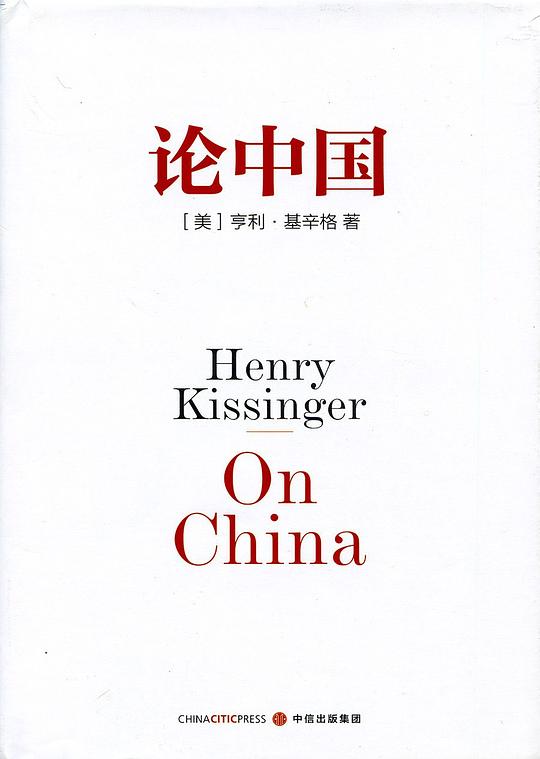 论中国
[美]亨利·基辛格 著
Henry
Kissinger
On
China
CHINACITICPRESS 中信出版集团